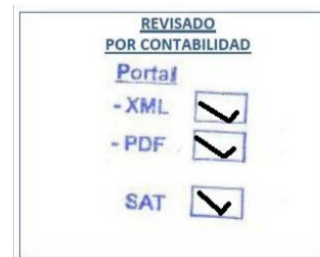 REVISADO
POR CONTABILIDAD
Portal
- XML
- PDF
SAT